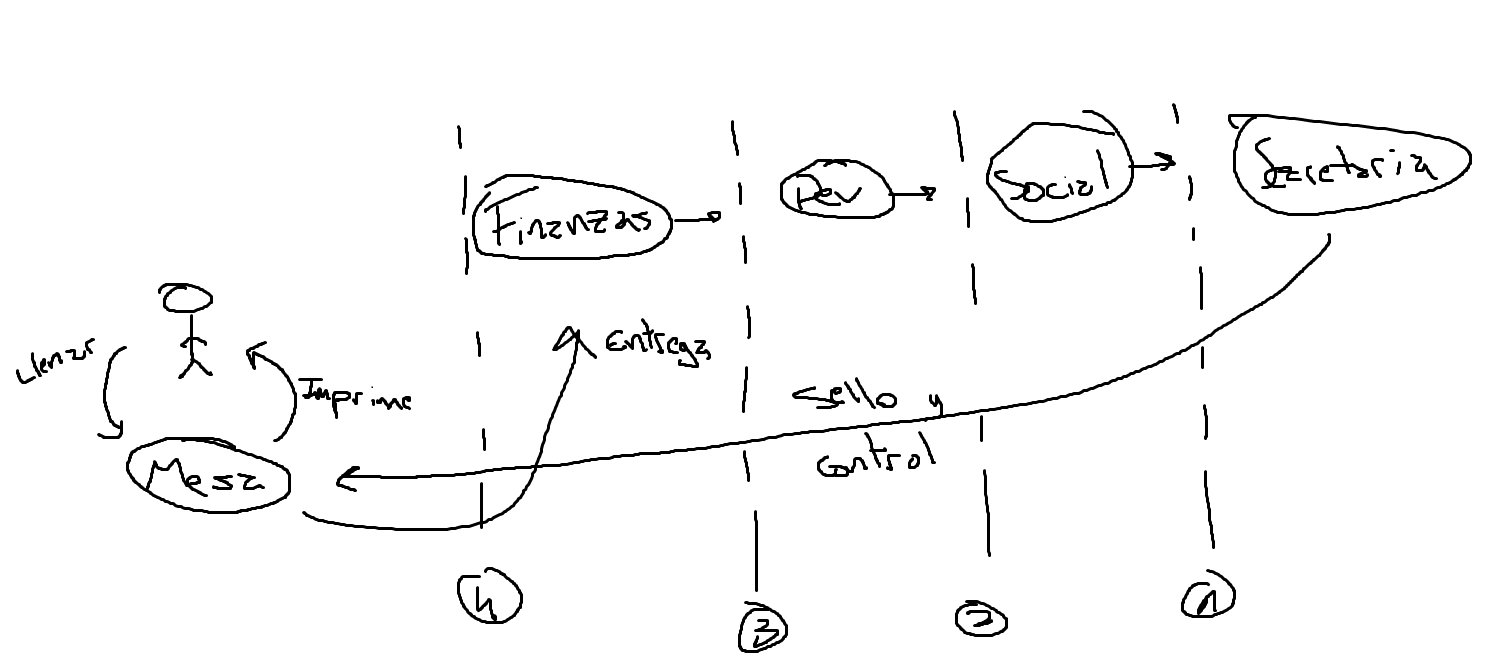 Finanzas
Dev
Social
Secretaria
Llenar
Imprime
Entrega
Mesa
Sello y
control
4
3
2
1